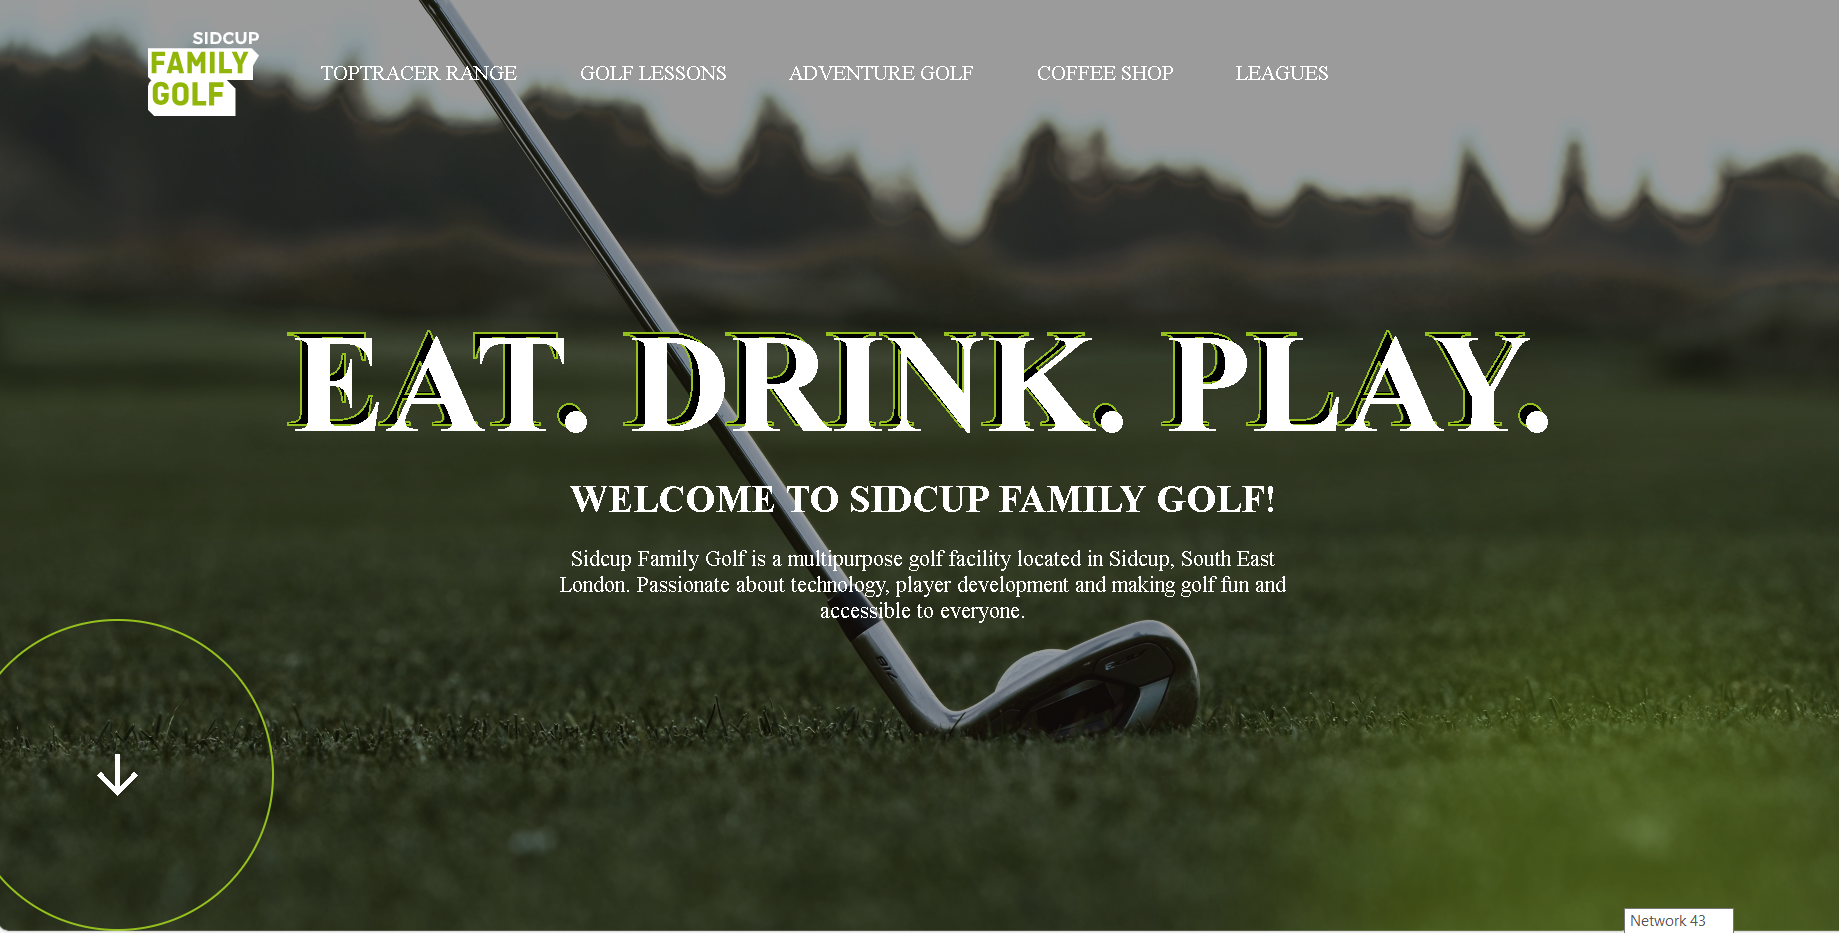 SIDCUP
FAMILY
GOLF
TOPTRACER RANGE GOLF LESSONS ADVENTURE GOLF COFFEE SHOP LEAGUES
EAT. DRINK. PLAY.
WELCOME TO SIDCUP FAMILY GOLF!
Sidcup Family Golf is a multipurpose golf facility located in Sidcup, South East
London. Passionate about technology, player development and making golf fun and
accessible to everyone.
Network 43